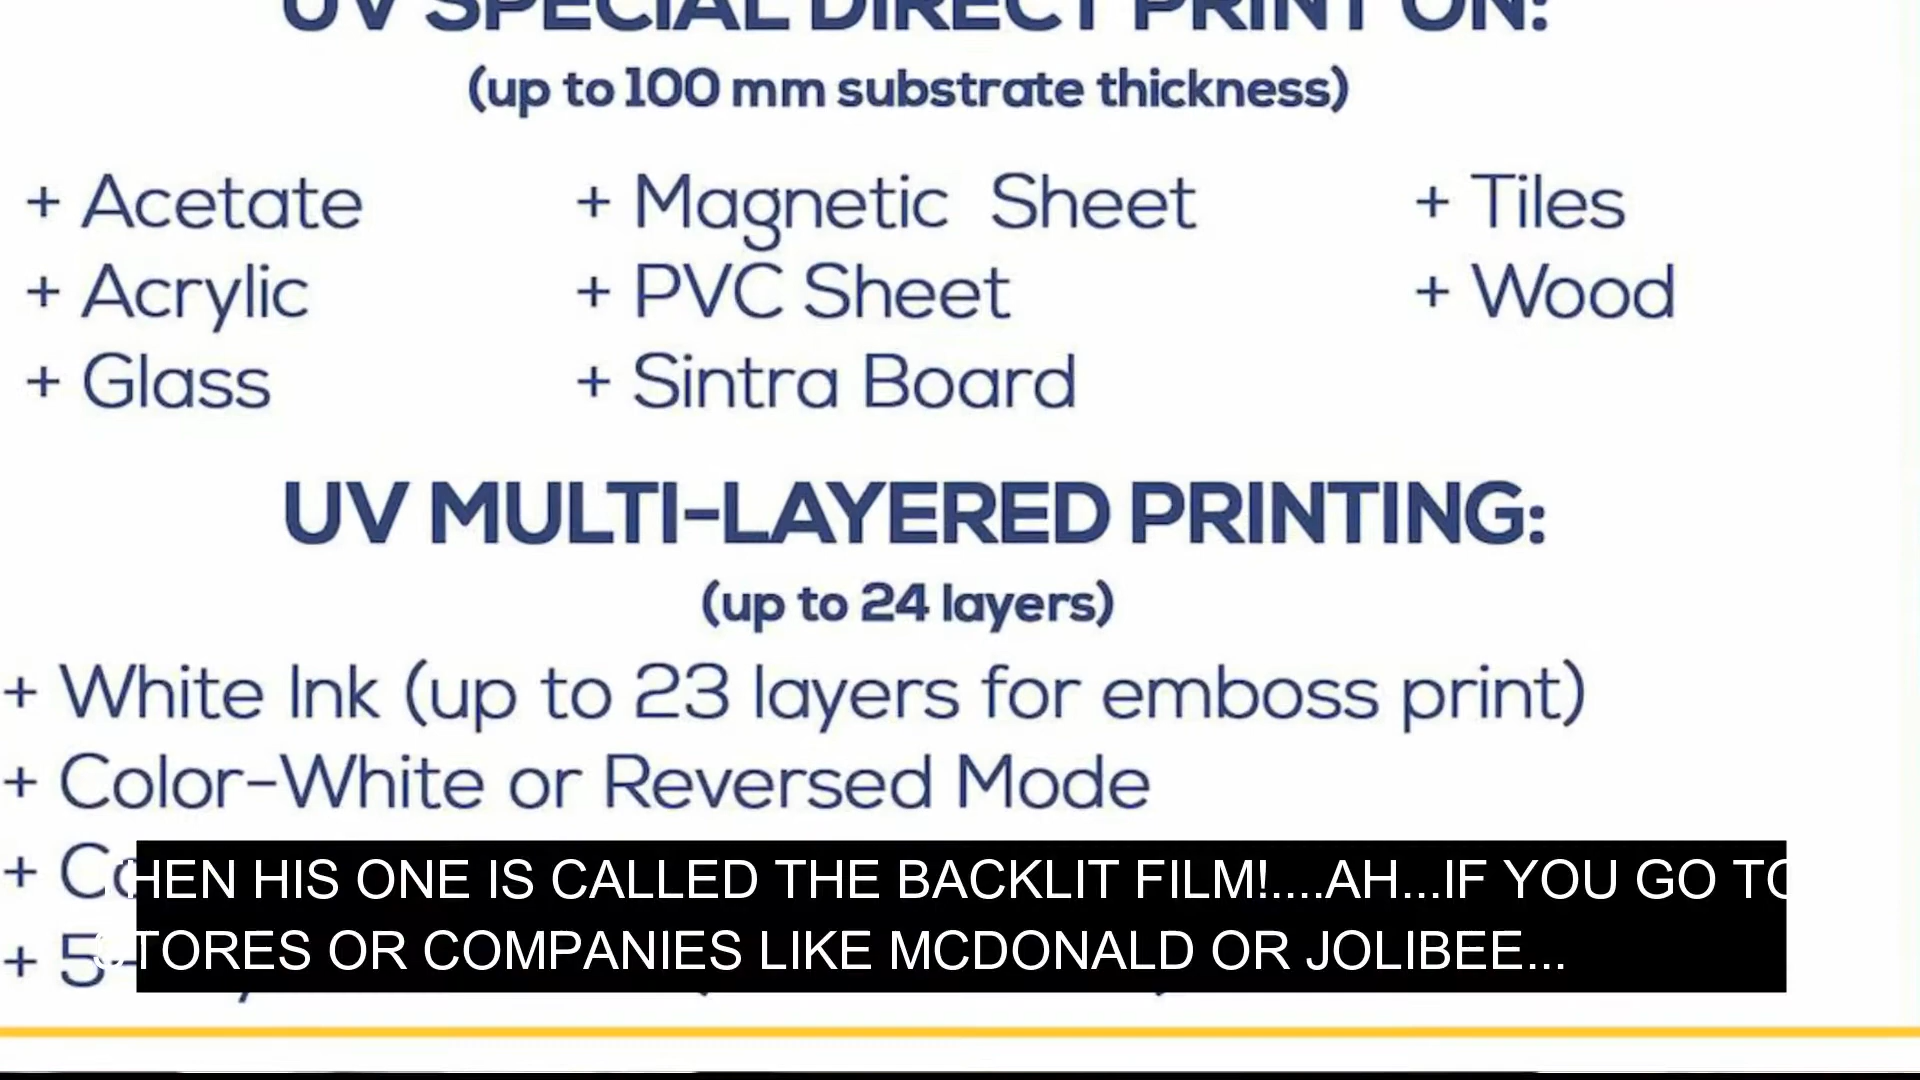 UV SPECIAL DIRECT PRINT ON:
(up to 100 mm substrate thickness)
+ Acetate + Magnetic Sheet + Tiles
+ Acrylic + PVC Sheet + Wood
+ Glass + Sintra Board
UV MULTI-LAYERED PRINTING:
(up to 24 layers)
+ White Ink (up to 23 layers for emboss print)
+ Color-White or Reversed Mode
HEN HIS ONE IS CALLED THE BACKLIT FILM!....AH...IF YOU GO TO
STORES OR COMPANIES LIKE MCDONALD OR JOLIBEE...